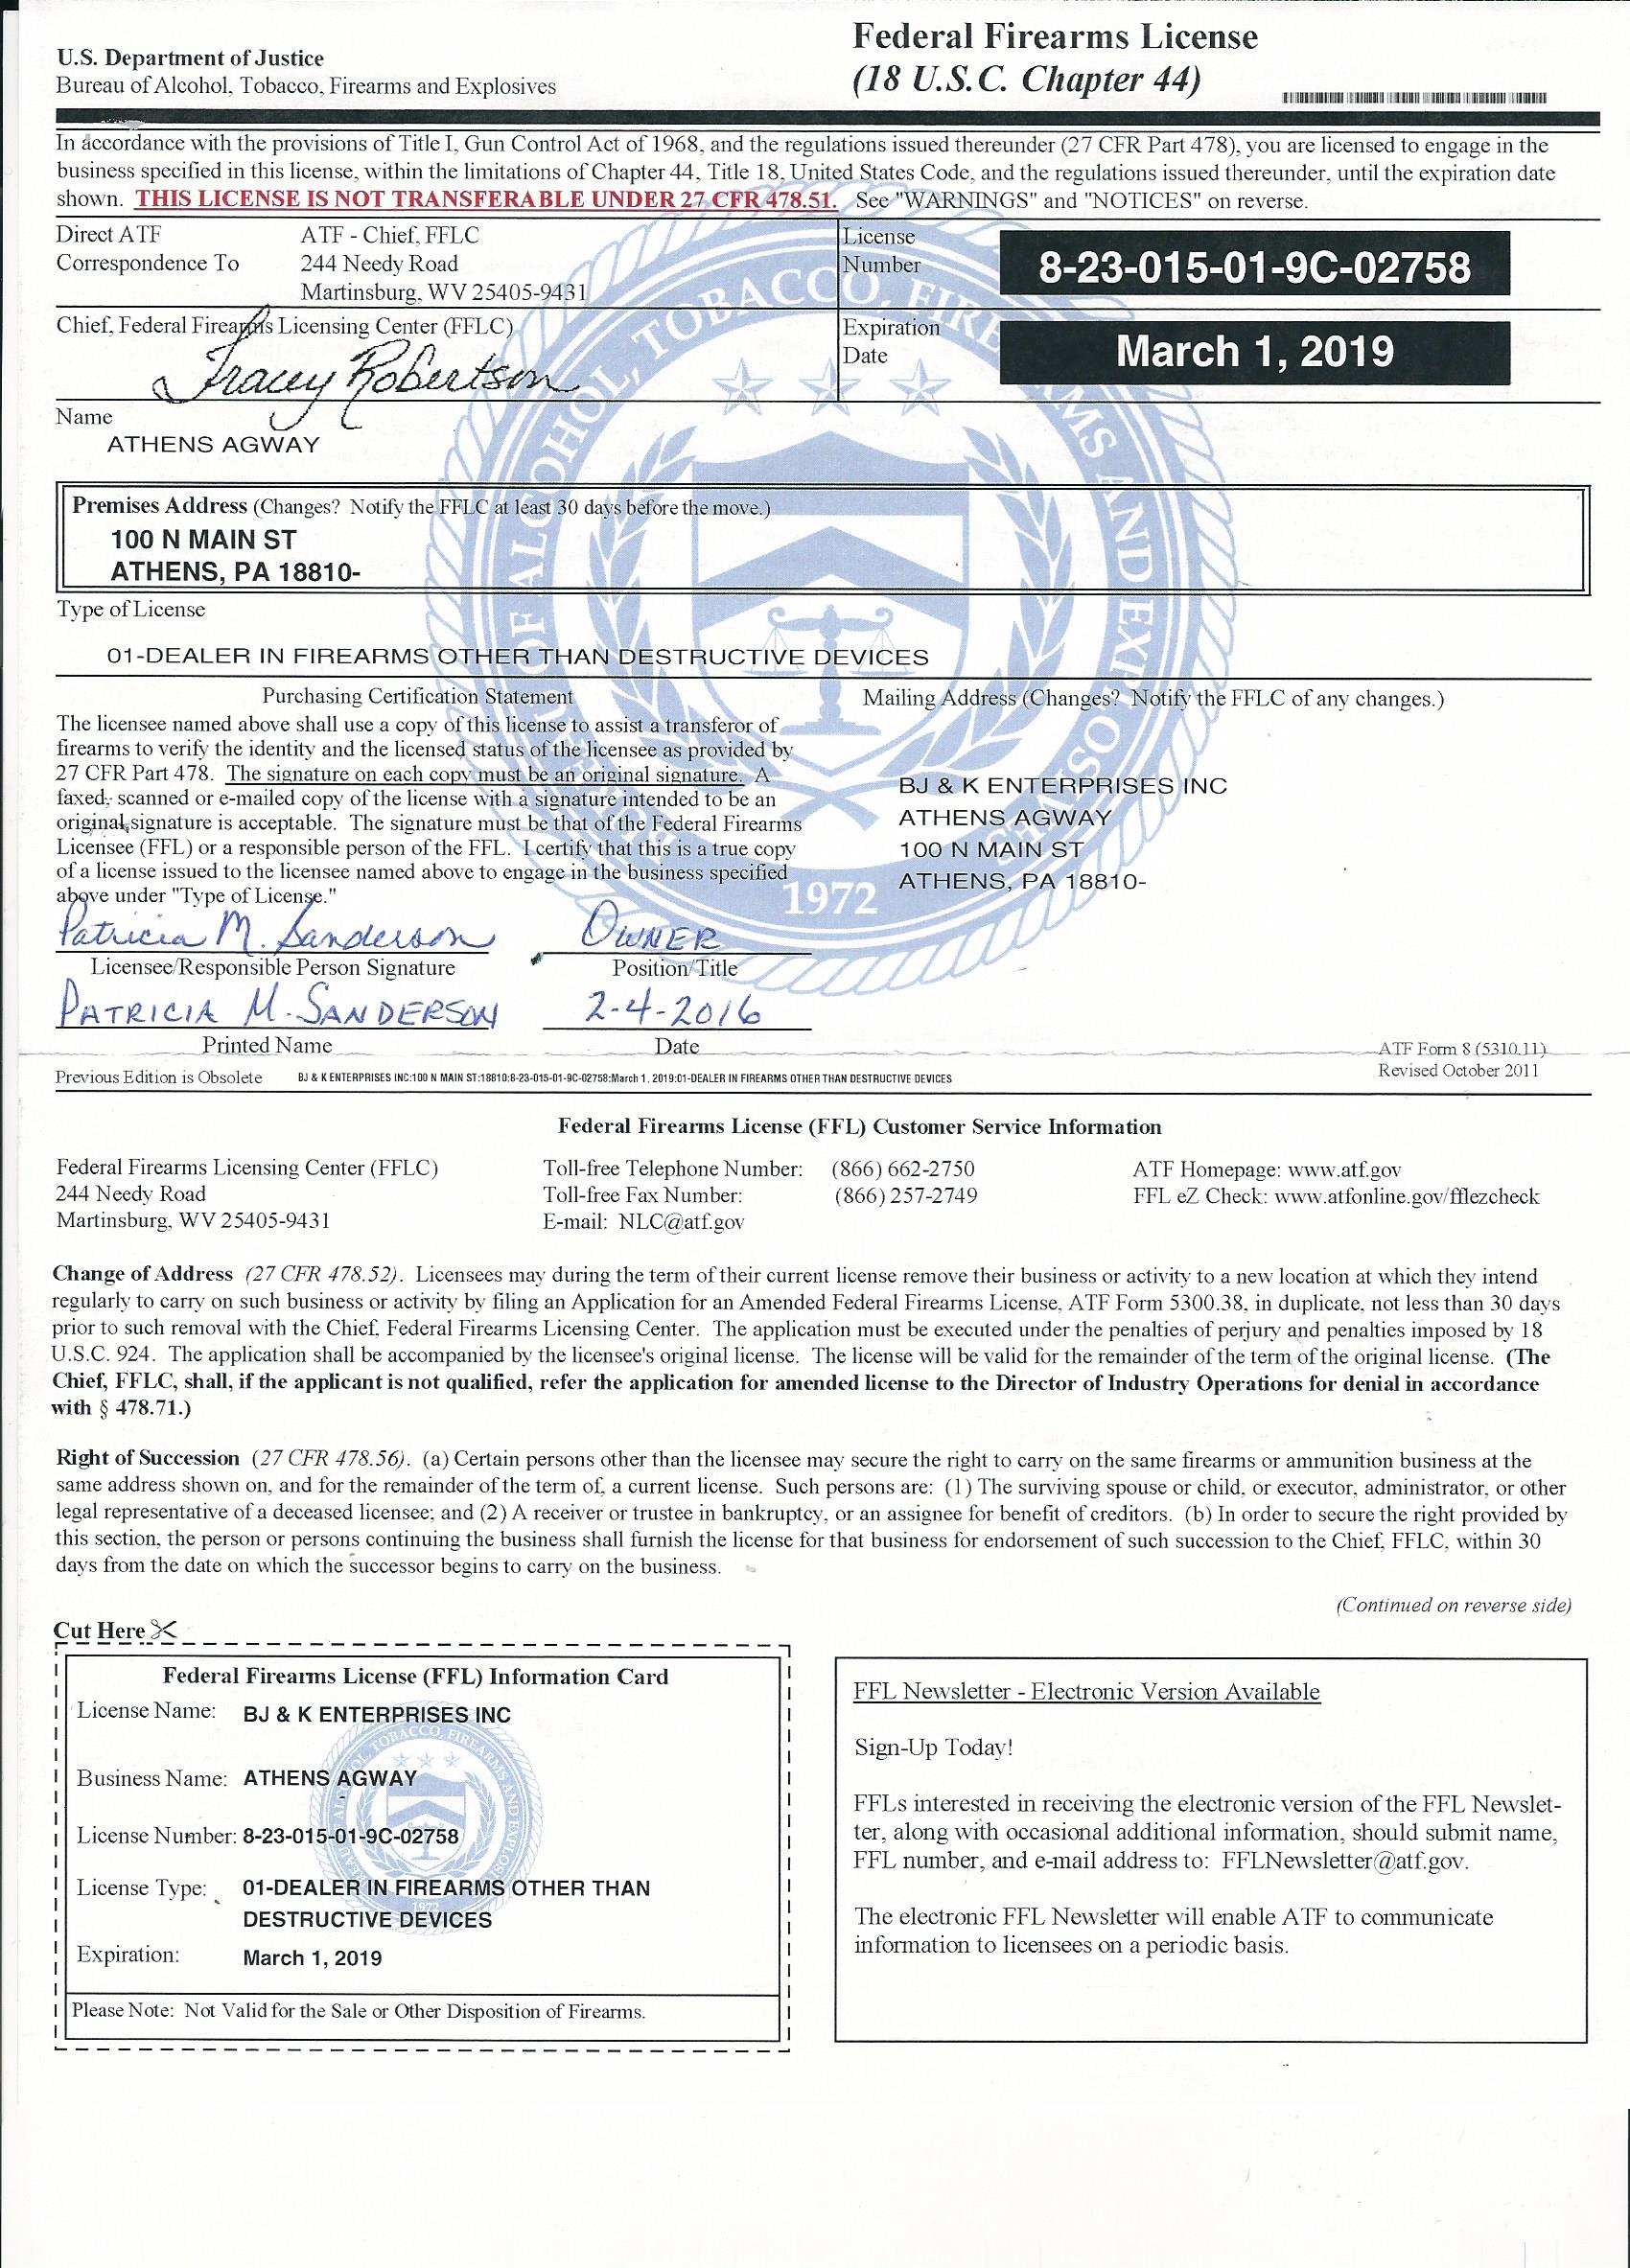 U.S. Department of Justice
Bureau of Alcohol, Tobacco, Firearms and Explosives
Federal Firearms License
(18 U.S.C. Chapter 44)
In accordance with the provisions of Title I, Gun Control Act of 1968, and the regulations issued thereunder (27 CFR Part 478), you are licensed to engage in the
business specified in this license, within the limitations of Chapter 44, Title 18, United States Code, and the regulations issued thereunder, until the expiration date
shown. THIS LICENSE IS NOT TRANSFERABLE UNDER 27 CFR 478.51. See "WARNINGS" and "NOTICES" on reverse.
Direct ATF
Correspondence To
ATF - Chief, FFLC
244 Needy Road
Martinsburg, WV 25405-9431
License
Number
8-23-015-01-9C-02758
Chief, Federal Firearms Licensing Center (FFLC)
Tracey Robertson
Expiration
Date
March 1, 2019
Name
ATHENS AGWAY
Premises Address (Changes? Notify the FFLC at least 30 days before the move.)
100 N MAIN ST
ATHENS, PA 18810-
Type of License
01-DEALER IN FIREARMS OTHER THAN DESTRUCTIVE DEVICES
Purchasing Certification Statement
The licensee named above shall use a copy of this license to assist a transferor of
firearms to verify the identity and the licensed status of the licensee as provided by
27 CFR Part 478. The signature on each copy must be an original signature. A
faxed, scanned or e-mailed copy of the license with a signature intended to be an
original signature is acceptable. The signature must be that of the Federal Firearms
Licensee (FFL) or a responsible person of the FFL. I certify that this is a true copy
of a license issued to the licensee named above to engage in the business specified
above under "Type of License."
Mailing Address (Changes? Notify the FFLC of any changes.)
BJ & K ENTERPRISES INC
ATHENS AGWAY
100 N MAIN ST
ATHENS, PA 18810-
1972
Patricia M. Sanderson
OWNER
Licensee/Responsible Person Signature
Position/Title
PATRICIA M. SANDERSON
2-4-2016
Printed Name
Date
ATF Form 8 (5310.11)
Revised October 2011
Previous Edition is Obsolete
BJ & K ENTERPRISES INC:100 N MAIN ST:18810:8-23-015-01-9C-02758:March 1, 2019:01-DEALER IN FIREARMS OTHER THAN DESTRUCTIVE DEVICES
Federal Firearms License (FFL) Customer Service Information
Federal Firearms Licensing Center (FFLC)
244 Needy Road
Martinsburg, WV 25405-9431
Toll-free Telephone Number: (866) 662-2750
Toll-free Fax Number: (866) 257-2749
E-mail: NLC@atf.gov
ATF Homepage: www.atf.gov
FFL eZ Check: www.atfonline.gov/fflezcheck
Change of Address (27 CFR 478.52). Licensees may during the term of their current license remove their business or activity to a new location at which they intend
regularly to carry on such business or activity by filing an Application for an Amended Federal Firearms License, ATF Form 5300.38, in duplicate, not less than 30 days
prior to such removal with the Chief, Federal Firearms Licensing Center. The application must be executed under the penalties of perjury and penalties imposed by 18
U.S.C. 924. The application shall be accompanied by the licensee's original license. The license will be valid for the remainder of the term of the original license. (The
Chief, FFLC, shall, if the applicant is not qualified, refer the application for amended license to the Director of Industry Operations for denial in accordance
with § 478.71.)
Right of Succession (27 CFR 478.56). (a) Certain persons other than the licensee may secure the right to carry on the same firearms or ammunition business at the
same address shown on, and for the remainder of the term of, a current license. Such persons are: (1) The surviving spouse or child, or executor, administrator, or other
legal representative of a deceased licensee; and (2) A receiver or trustee in bankruptcy, or an assignee for benefit of creditors. (b) In order to secure the right provided by
this section, the person or persons continuing the business shall furnish the license for that business for endorsement of such succession to the Chief, FFLC, within 30
days from the date on which the successor begins to carry on the business.
(Continued on reverse side)
Cut Here
Federal Firearms License (FFL) Information Card
License Name: BJ & K ENTERPRISES INC
Business Name: ATHENS AGWAY
License Number: 8-23-015-01-9C-02758
License Type: 01-DEALER IN FIREARMS OTHER THAN
DESTRUCTIVE DEVICES
Expiration: March 1, 2019
Please Note: Not Valid for the Sale or Other Disposition of Firearms.
FFL Newsletter - Electronic Version Available
Sign-Up Today!
FFLs interested in receiving the electronic version of the FFL Newslet-
ter, along with occasional additional information, should submit name,
FFL number, and e-mail address to: FFLNewsletter@atf.gov.
The electronic FFL Newsletter will enable ATF to communicate
information to licensees on a periodic basis.